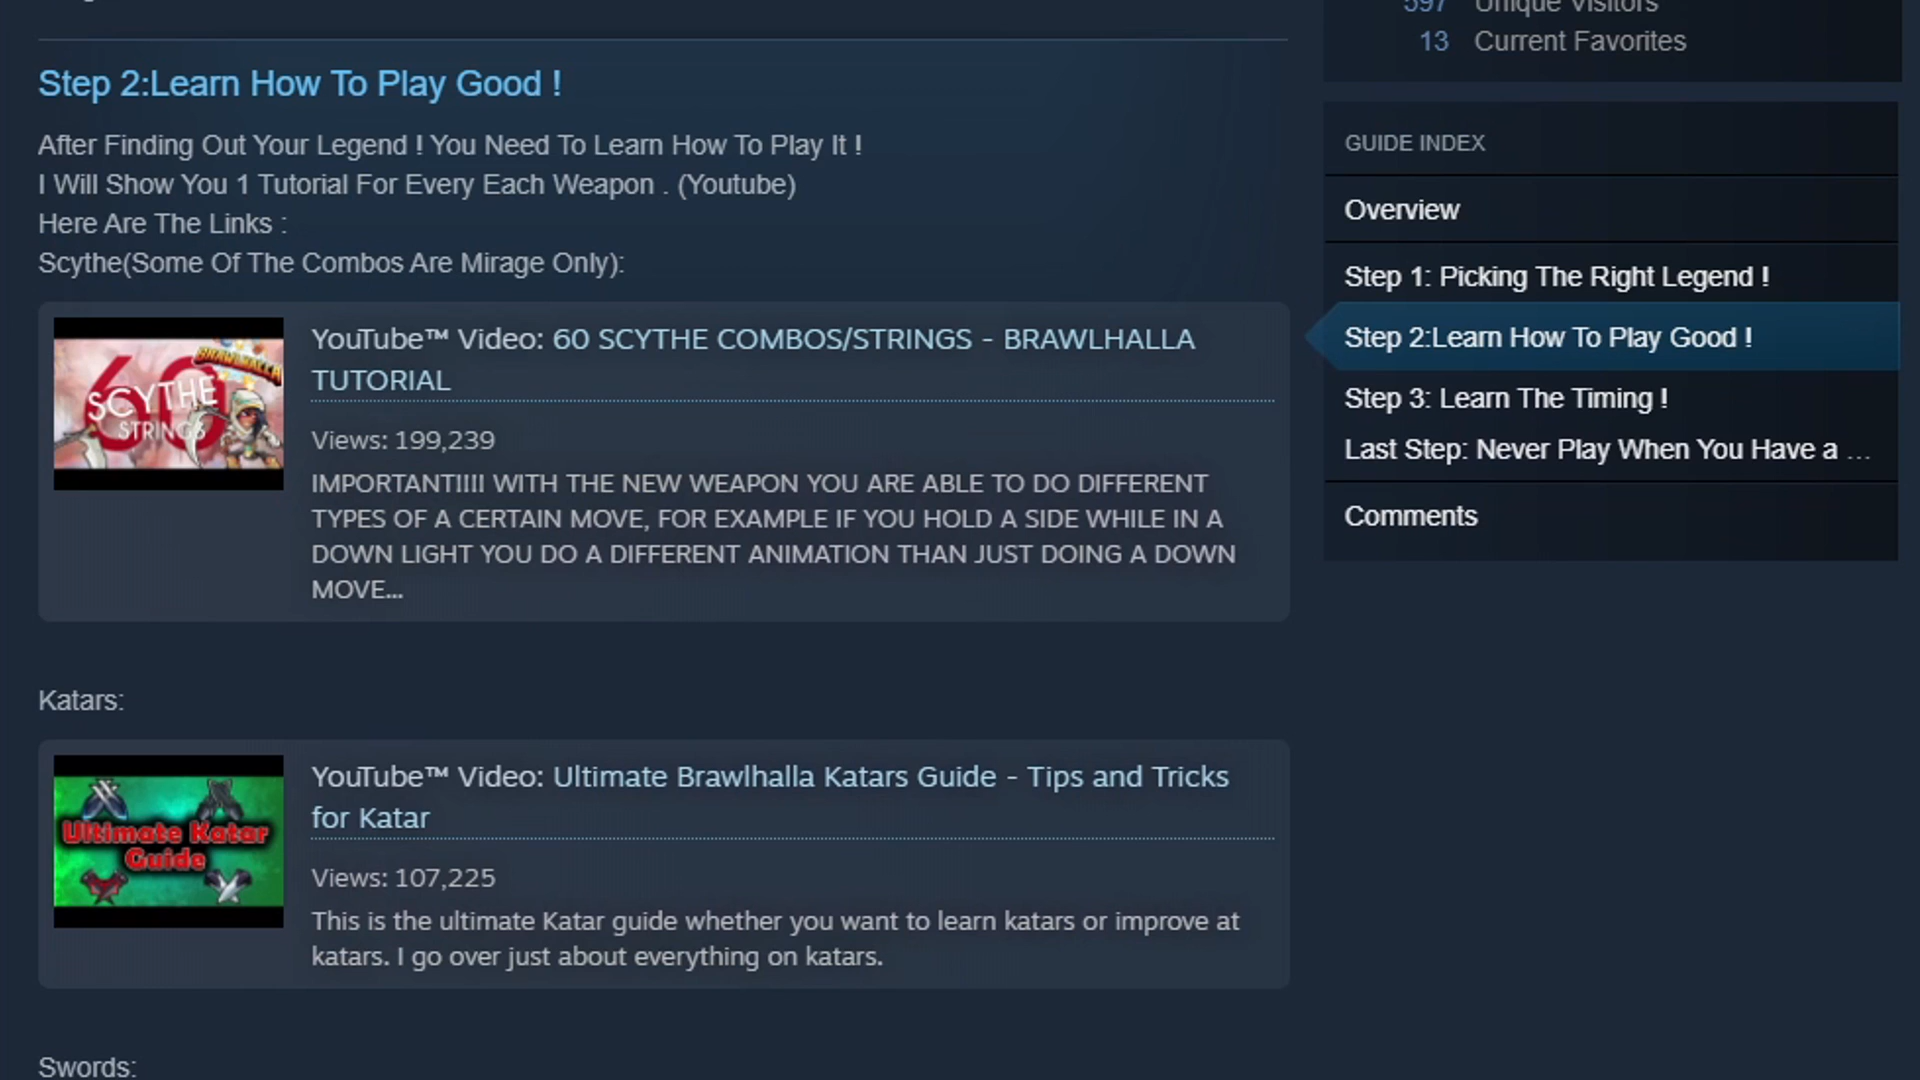 597 Unique Visitors
13 Current Favorites
Step 2:Learn How To Play Good !
After Finding Out Your Legend ! You Need To Learn How To Play It !
I Will Show You 1 Tutorial For Every Each Weapon . (Youtube)
Here Are The Links :
Scythe(Some Of The Combos Are Mirage Only):
BRAWLHALLA
60
SCYTHE
STRINGS
YouTube™ Video: 60 SCYTHE COMBOS/STRINGS - BRAWLHALLA
TUTORIAL
Views: 199,239
IMPORTANT!!!! WITH THE NEW WEAPON YOU ARE ABLE TO DO DIFFERENT
TYPES OF A CERTAIN MOVE, FOR EXAMPLE IF YOU HOLD A SIDE WHILE IN A
DOWN LIGHT YOU DO A DIFFERENT ANIMATION THAN JUST DOING A DOWN
MOVE...
Katars:
Ultimate Katar
Guide
YouTube™ Video: Ultimate Brawlhalla Katars Guide - Tips and Tricks
for Katar
Views: 107,225
This is the ultimate Katar guide whether you want to learn katars or improve at
katars. I go over just about everything on katars.
Swords:
GUIDE INDEX
Overview
Step 1: Picking The Right Legend !
Step 2:Learn How To Play Good !
Step 3: Learn The Timing !
Last Step: Never Play When You Have a ...
Comments